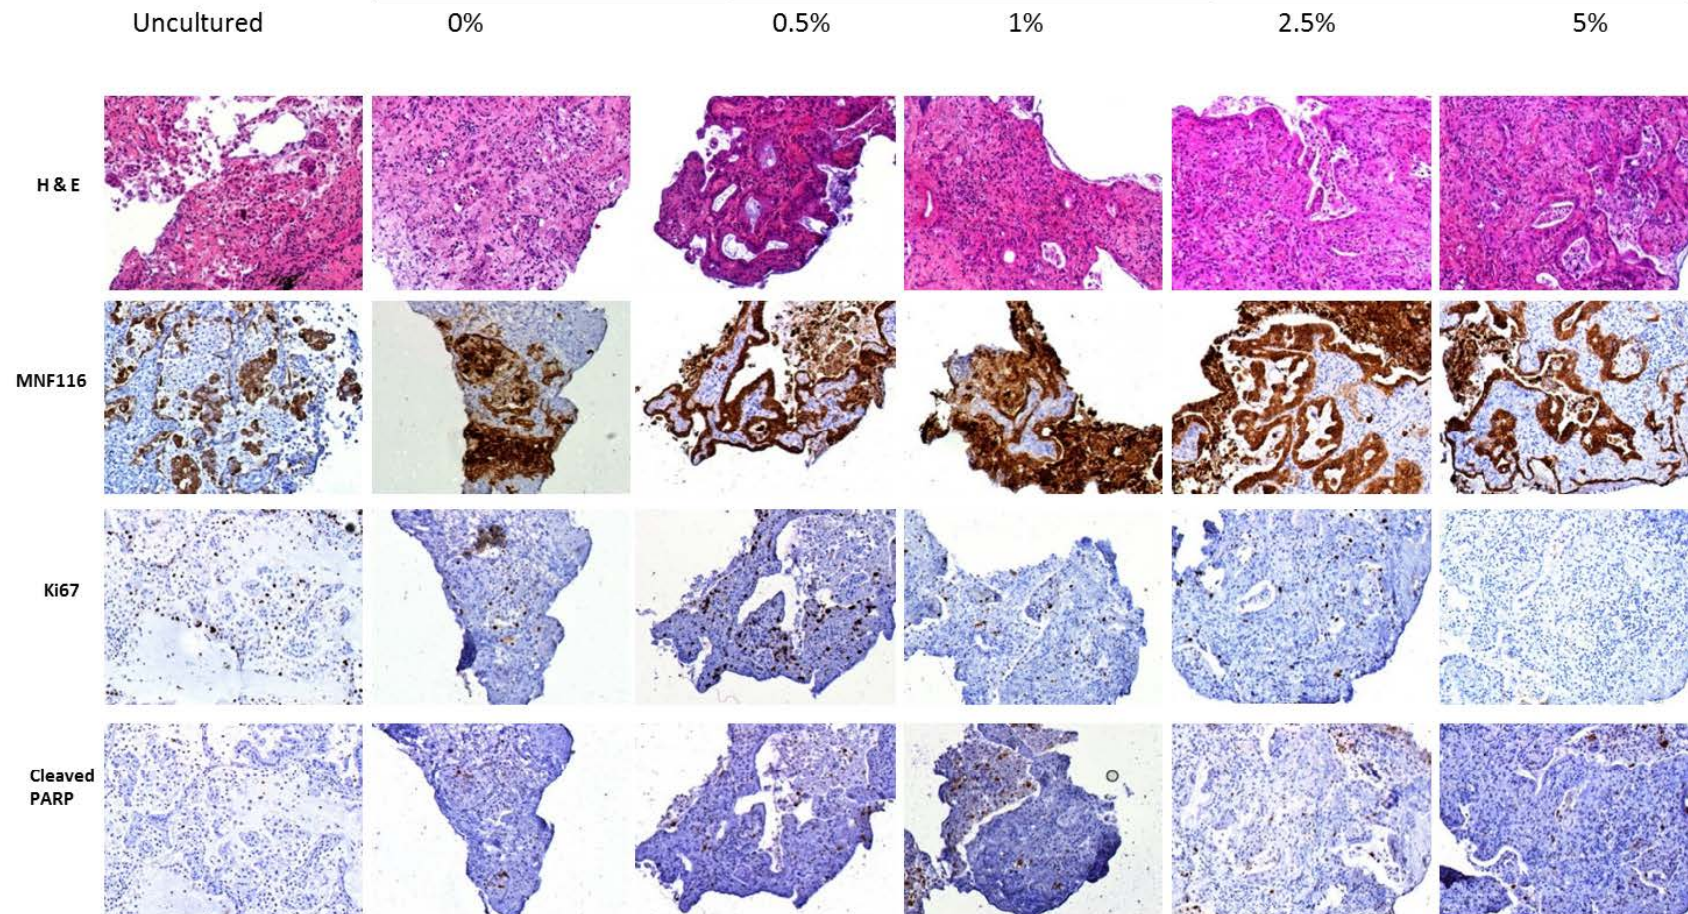 Uncultured 0% 0.5% 1% 2.5% 5%
H & E
MNF116
Ki67
Cleaved
PARP